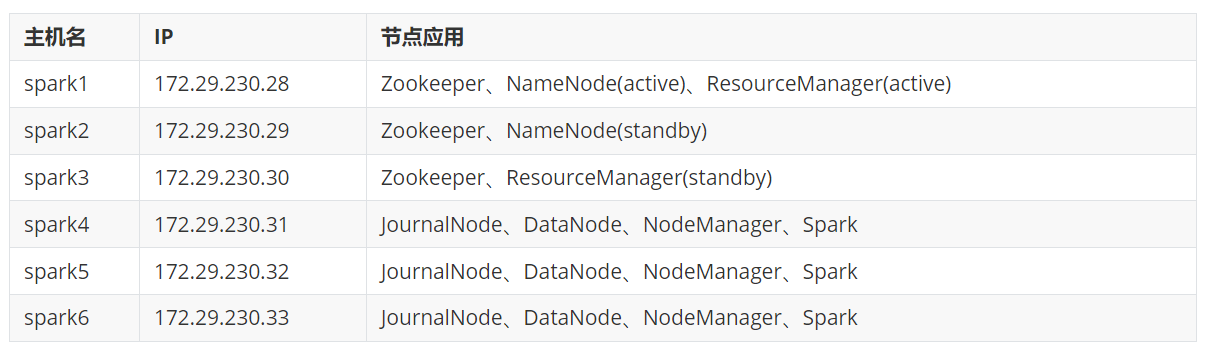 主机名 IP 节点应用
spark1 172.29.230.28 Zookeeper、NameNode(active)、ResourceManager(active)
spark2 172.29.230.29 Zookeeper、NameNode(standby)
spark3 172.29.230.30 Zookeeper、ResourceManager(standby)
spark4 172.29.230.31 JournalNode、DataNode、NodeManager、Spark
spark5 172.29.230.32 JournalNode、DataNode、NodeManager、Spark
spark6 172.29.230.33 JournalNode、DataNode、NodeManager、Spark